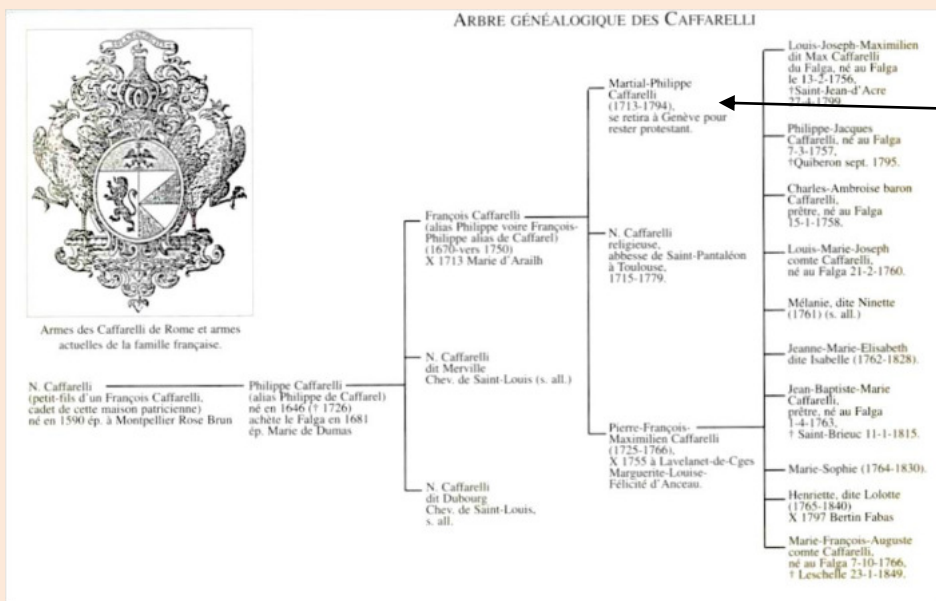 ARBRE GÉNÉALOGIQUE DES CAFFARELLI
Armes des Caffarelli de Rome et armes
actuelles de la famille française.
N. Caffarelli
(petit-fils d'un François Caffarelli,
cadet de cette maison patricienne)
né en 1590 ép. à Montpellier Rose Brun
Philippe Caffarelli
(alias Philippe de Caffarel)
né en 1646 († 1726)
achète le Falga en 1681
ép. Marie de Dumas
François Caffarelli
(alias Philippe voire François-
Philippe alias de Caffarel)
(1670-vers 1750)
X 1713 Marie d'Arailh
N. Caffarelli
dit Merville
Chev. de Saint-Louis (s. all.)
N. Caffarelli
dit Dubourg
Chev. de Saint-Louis,
s. all.
Martial-Philippe
Caffarelli
(1713-1794),
se retira à Genève pour
rester protestant.
N. Caffarelli
religieuse,
abbesse de Saint-Pantaléon
à Toulouse,
1715-1779.
Pierre-François-
Maximilien Caffarelli
(1725-1766),
X 1755 à Lavelanet-de-Cges
Marguerite-Louise-
Félicité d'Anceau.
Louis-Joseph-Maximilien
dit Max Caffarelli
du Falga, né au Falga
le 13-2-1756,
†Saint-Jean-d'Acre
27-4-1799
Philippe-Jacques
Caffarelli, né au Falga
7-3-1757,
†Quiberon sept. 1795.
Charles-Ambroise baron
Caffarelli,
prêtre, né au Falga
15-1-1758.
Louis-Marie-Joseph
comte Caffarelli,
né au Falga 21-2-1760.
Mélanie, dite Ninette
(1761) (s. all.)
Jeanne-Marie-Elisabeth
dite Isabelle (1762-1828).
Jean-Baptiste-Marie
Caffarelli,
prêtre, né au Falga
1-4-1763,
† Saint-Brieuc 11-1-1815.
Marie-Sophie (1764-1830).
Henriette, dite Lolotte
(1765-1840)
X 1797 Bertin Fabas
Marie-François-Auguste
comte Caffarelli,
né au Falga 7-10-1766,
† Leschelle 23-1-1849.